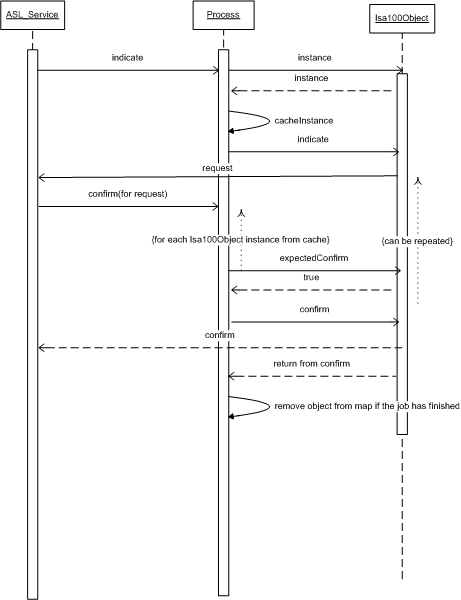 ASL_Service
Process
Isa100Object
indicate
instance
instance
cacheInstance
indicate
request
confirm(for request)
{for each Isa100Object instance from cache}
{can be repeated}
expectedConfirm
true
confirm
confirm
return from confirm
remove object from map if the job has finished